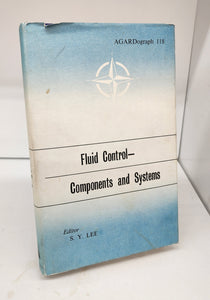 AGARDograph 118
Fluid Control—
Components and Systems
Editor
S. Y. LEE